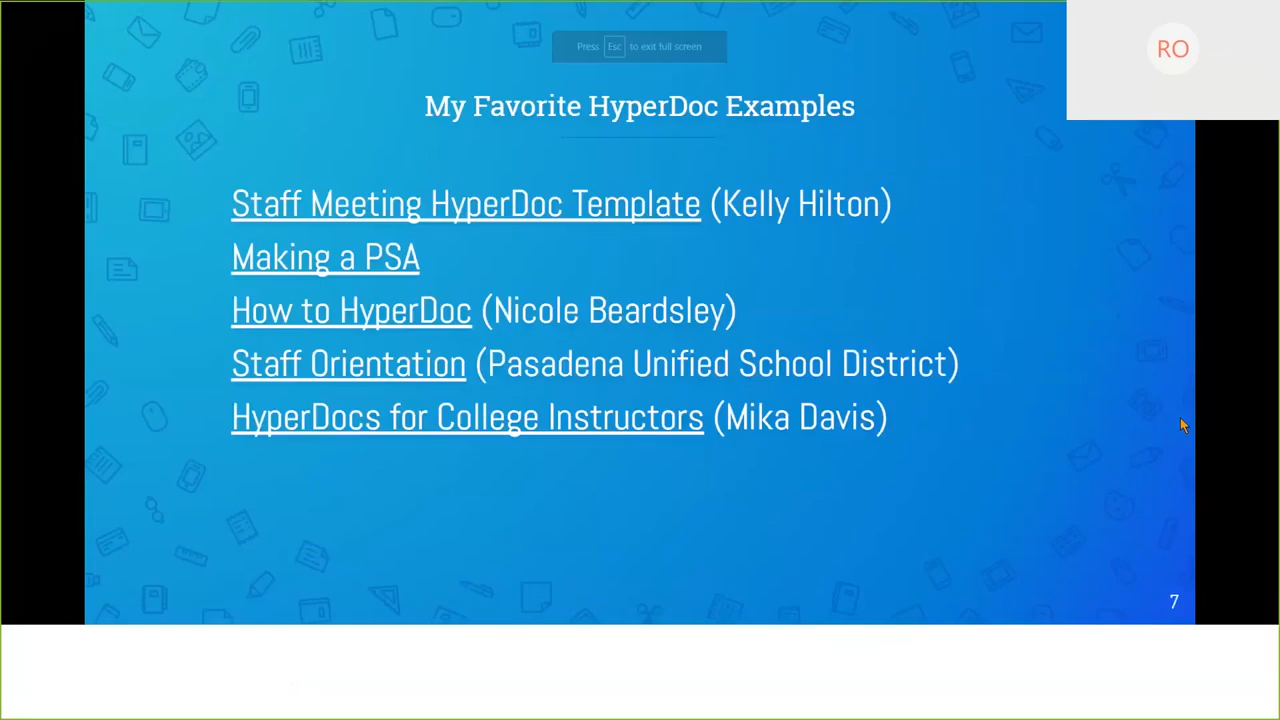 Press Esc to exit full screen
RO
My Favorite HyperDoc Examples
Staff Meeting HyperDoc Template (Kelly Hilton)
Making a PSA
How to HyperDoc (Nicole Beardsley)
Staff Orientation (Pasadena Unified School District)
HyperDocs for College Instructors (Mika Davis)
7